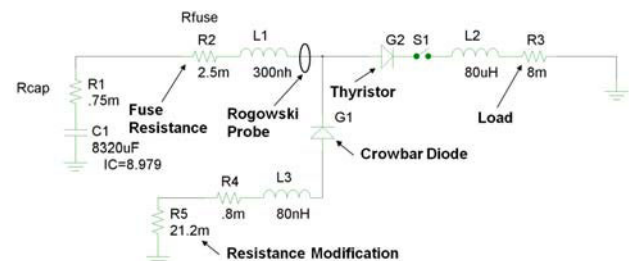 Rfuse
R2
2.5m
L1
300nh
G2
S1
L2
80uH
R3
8m
Rcap
R1
.75m
C1
8320uF
IC=8.979
Fuse
Resistance
Rogowski
Probe
Thyristor
Load
G1
Crowbar Diode
R4
.8m
L3
80nH
R5
21.2m
Resistance Modification